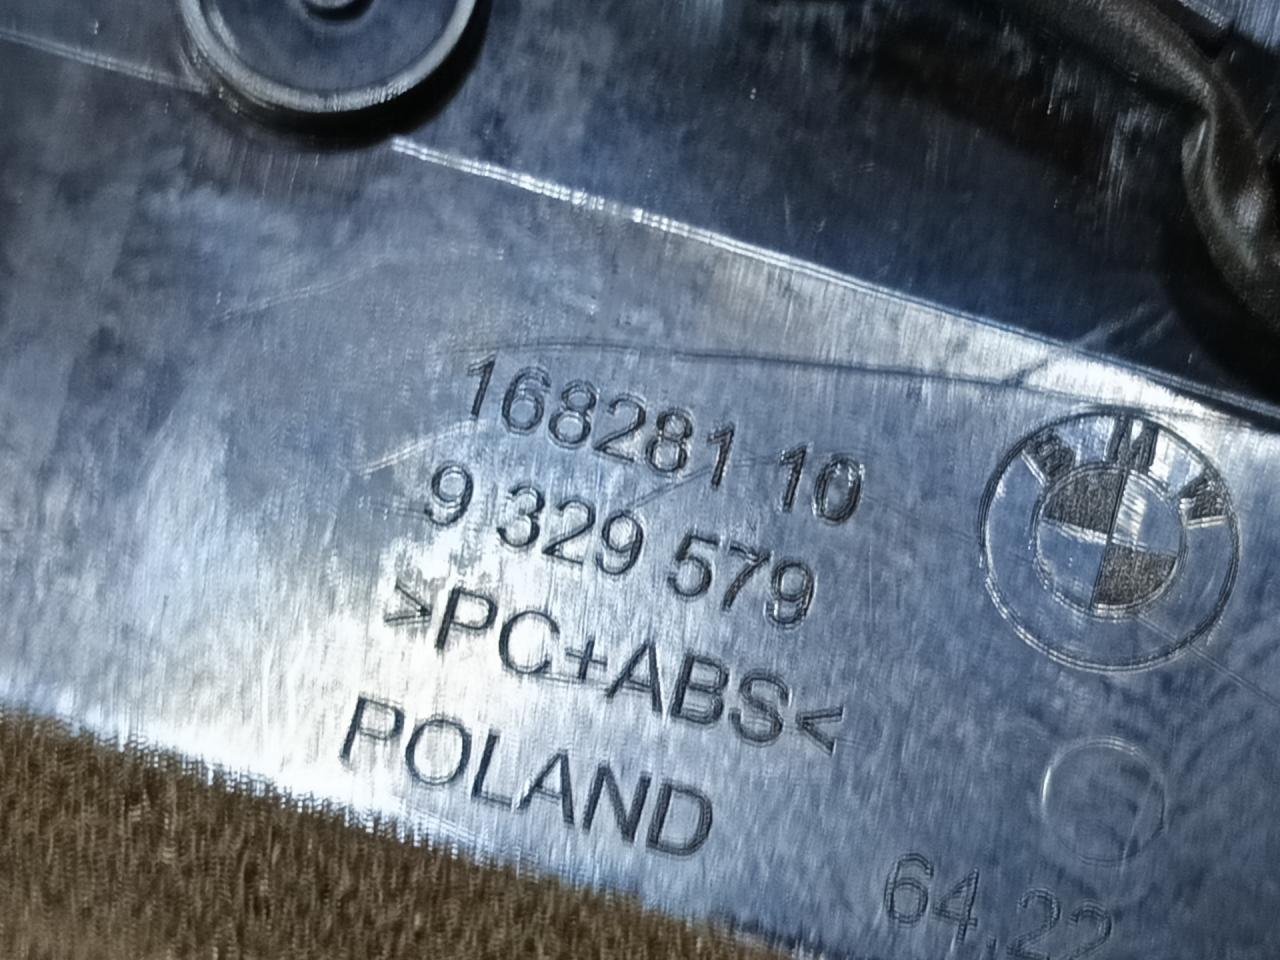 168281 10
9 329 579
>PC+ABS<
POLAND
BMW
64.22